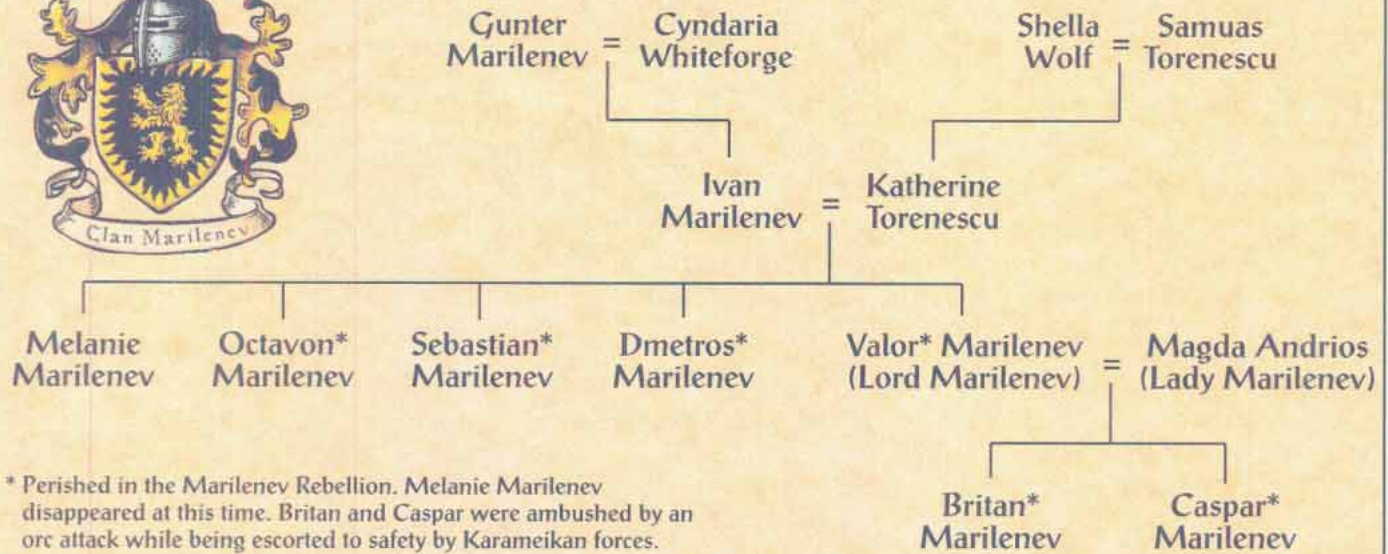 Gunter
Marilenev
=
Cyndaria
Whiteforge
Shella
Wolf
=
Samuas
Torenescu
Clan Marilenev
Ivan
Marilenev
=
Katherine
Torenescu
Melanie
Marilenev
Octavon*
Marilenev
Sebastian*
Marilenev
Dmetros*
Marilenev
Valor* Marilenev
(Lord Marilenev)
=
Magda Andrios
(Lady Marilenev)
Britan*
Marilenev
Caspar*
Marilenev
* Perished in the Marilenev Rebellion. Melanie Marilenev
disappeared at this time. Britan and Caspar were ambushed by an
orc attack while being escorted to safety by Karameikan forces.